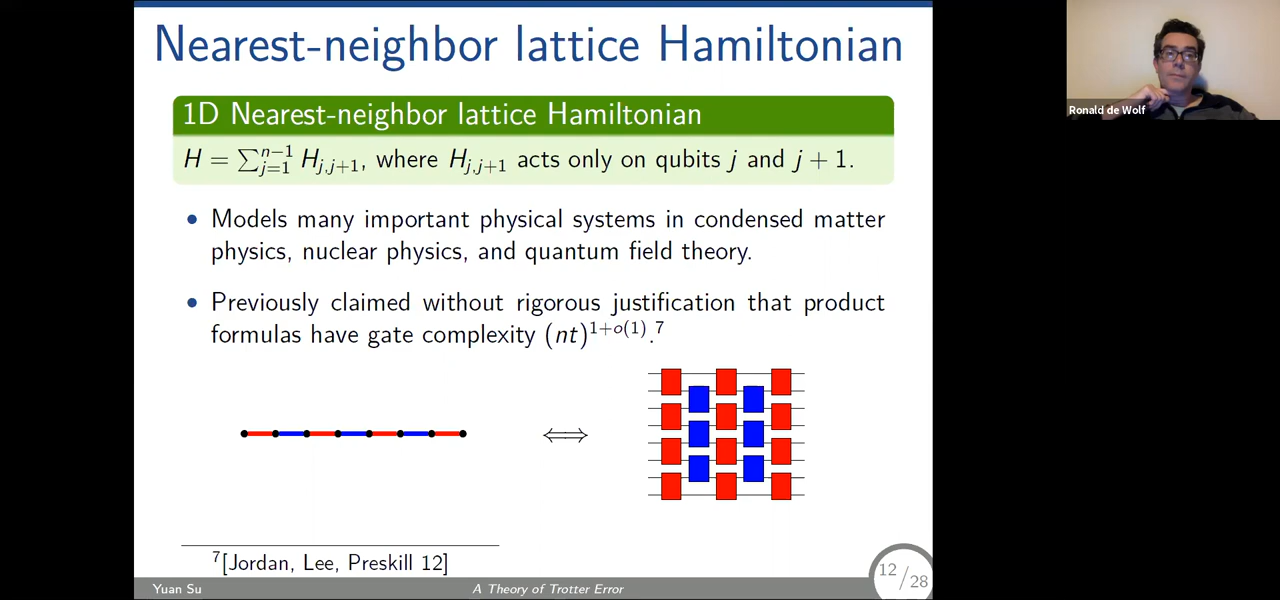 Nearest-neighbor lattice Hamiltonian
1D Nearest-neighbor lattice Hamiltonian
H = ∑_{j=1}^{n−1} H_{j,j+1}, where H_{j,j+1} acts only on qubits j and j + 1.
• Models many important physical systems in condensed matter
physics, nuclear physics, and quantum field theory.
• Previously claimed without rigorous justification that product
formulas have gate complexity (nt)^{1+o(1)}.⁷
⟺
⁷[Jordan, Lee, Preskill 12]
Yuan Su
A Theory of Trotter Error
12/28
Ronald de Wolf